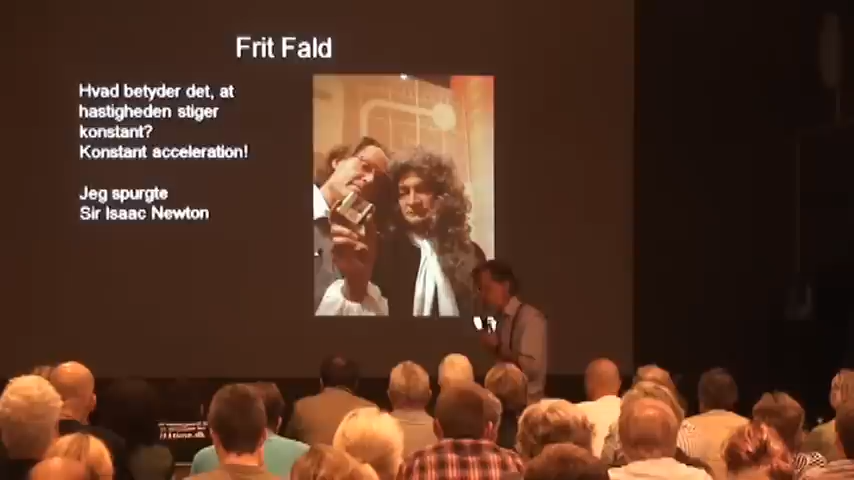 Frit Fald
Hvad betyder det, at
hastigheden stiger
konstant?
Konstant acceleration!
Jeg spurgte
Sir Isaac Newton